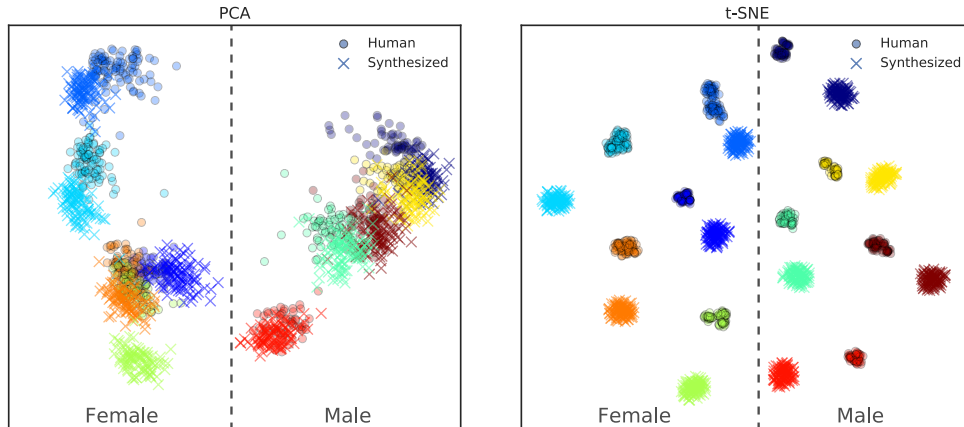 PCA
Human
Synthesized
Female
Male
t-SNE
Human
Synthesized
Female
Male